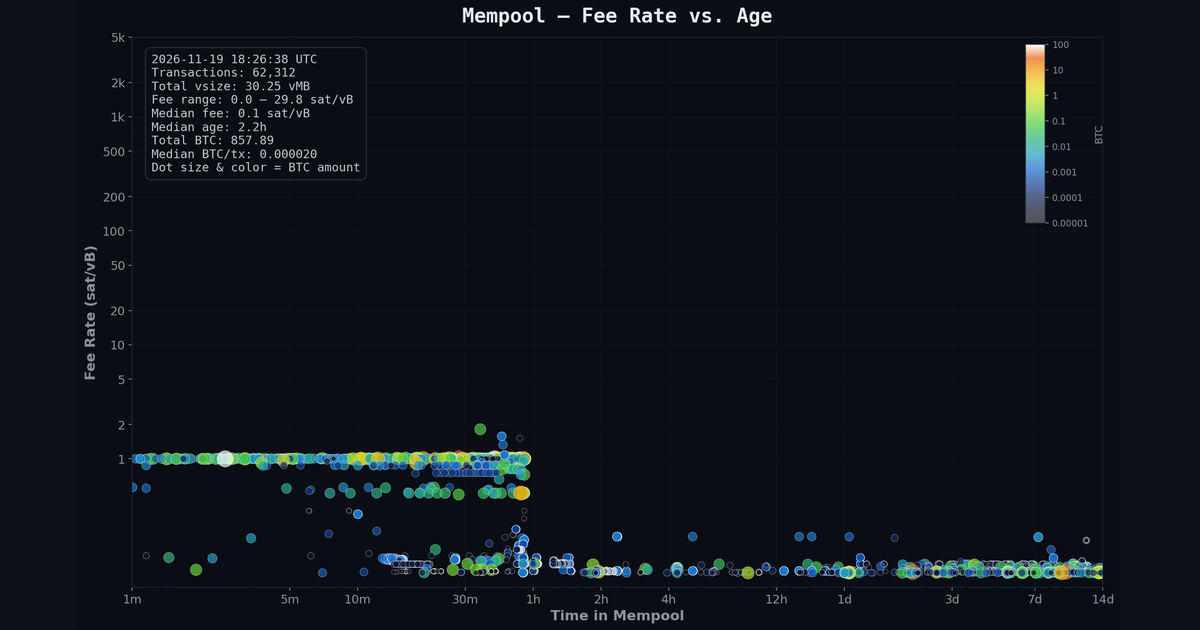 Mempool — Fee Rate vs. Age
2026-11-19 18:26:38 UTC
Transactions: 62,312
Total vsize: 30.25 vMB
Fee range: 0.0 – 29.8 sat/vB
Median fee: 0.1 sat/vB
Median age: 2.2h
Total BTC: 857.89
Median BTC/tx: 0.000020
Dot size & color = BTC amount
5k
2k
1k
500
200
100
50
20
10
5
2
1
Fee Rate (sat/vB)
100
10
1
0.1
0.01
0.001
0.0001
0.00001
BTC
1m 5m 10m 30m 1h 2h 4h 12h 1d 3d 7d 14d
Time in Mempool